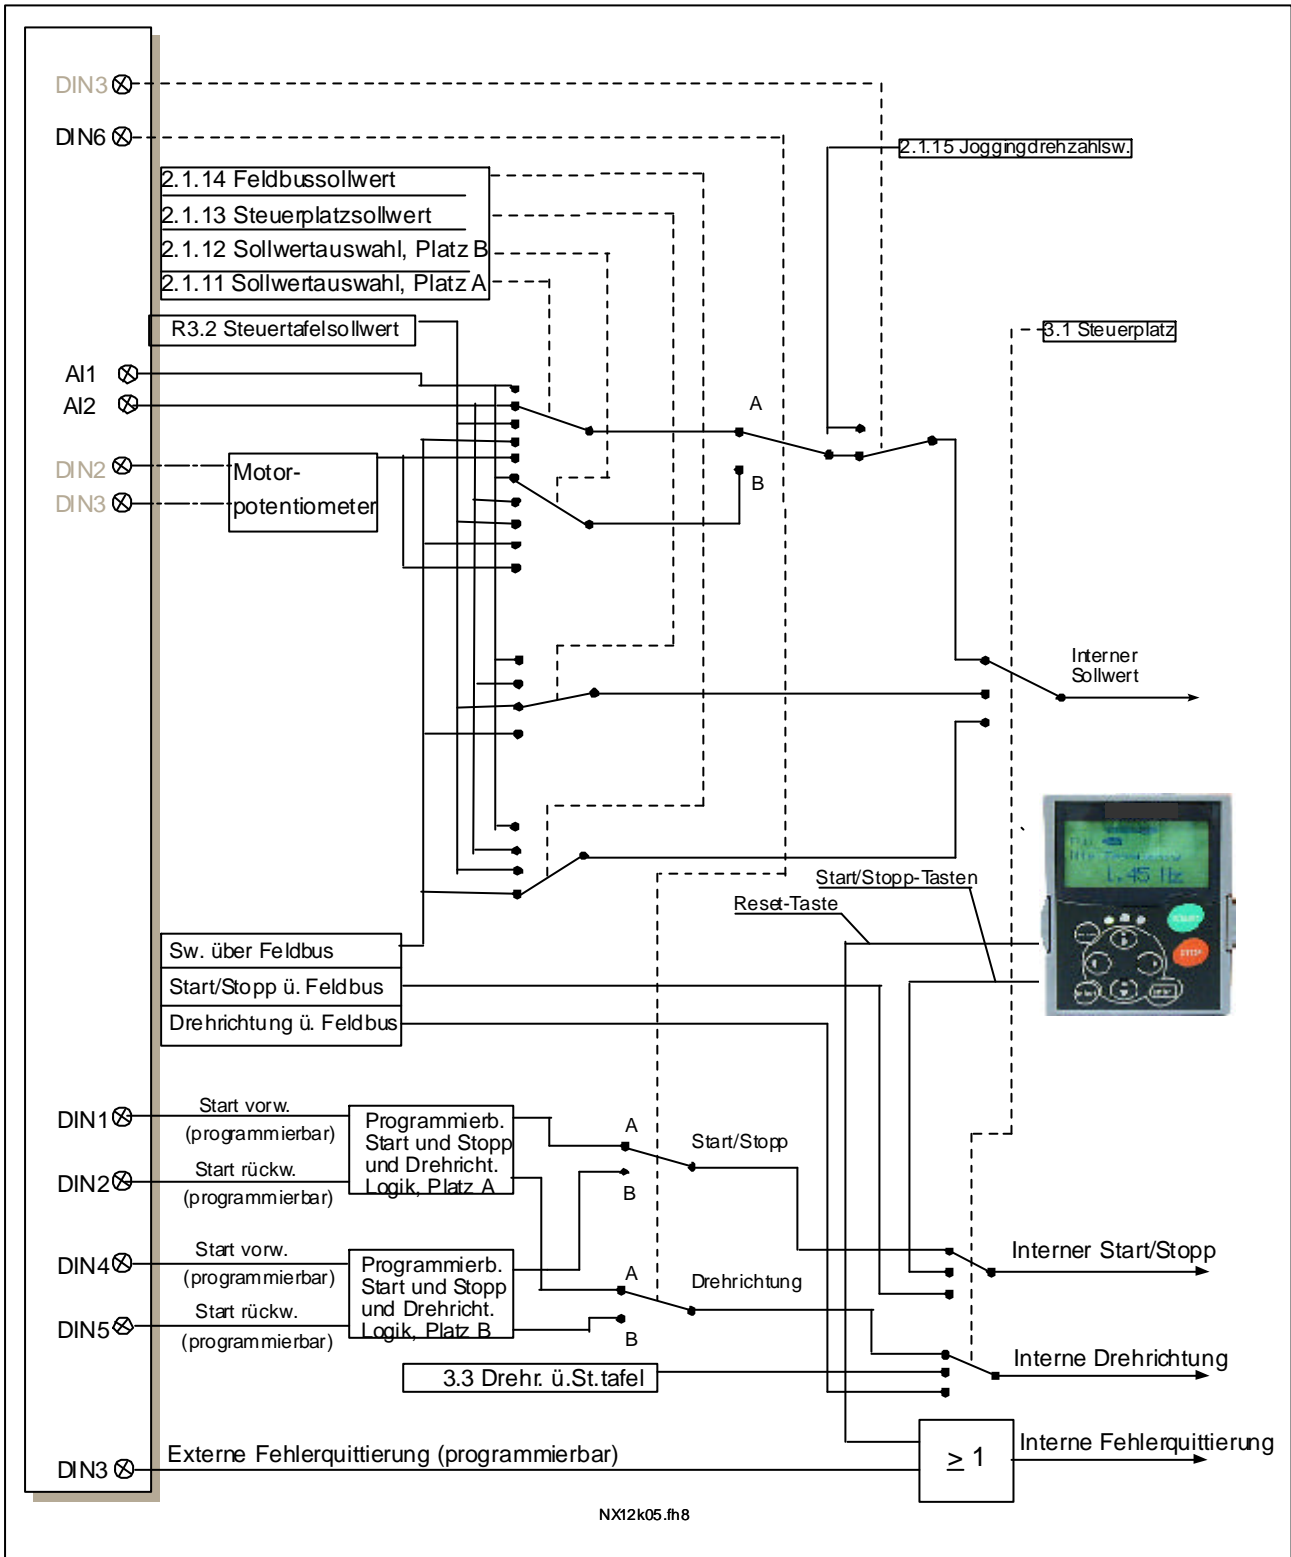 DIN3
DIN6
2.1.15 Joggingdrehzahlsw.
2.1.14 Feldbussollwert
2.1.13 Steuerplatzsollwert
2.1.12 Sollwertauswahl, Platz B
2.1.11 Sollwertauswahl, Platz A
R3.2 Steuertafelsollwert
3.1 Steuerplatz
AI1
AI2
A
DIN2
DIN3
Motor-
potentiometer
B
Interner
Sollwert
1.45 Hz
START
STOP
Start/Stopp-Tasten
Reset-Taste
Sw. über Feldbus
Start/Stopp ü. Feldbus
Drehrichtung ü. Feldbus
DIN1
Start vorw.
(programmierbar)
DIN2
Start rückw.
(programmierbar)
Programmierb.
Start und Stopp
und Drehricht.
Logik, Platz A
A
B
Start/Stopp
DIN4
Start vorw.
(programmierbar)
DIN5
Start rückw.
(programmierbar)
Programmierb.
Start und Stopp
und Drehricht.
Logik, Platz B
A
B
Drehrichtung
Interner Start/Stopp
3.3 Drehr. ü.St.tafel
Interne Drehrichtung
DIN3
Externe Fehlerquittierung (programmierbar)
≥ 1
Interne Fehlerquittierung
NX12k05.fh8